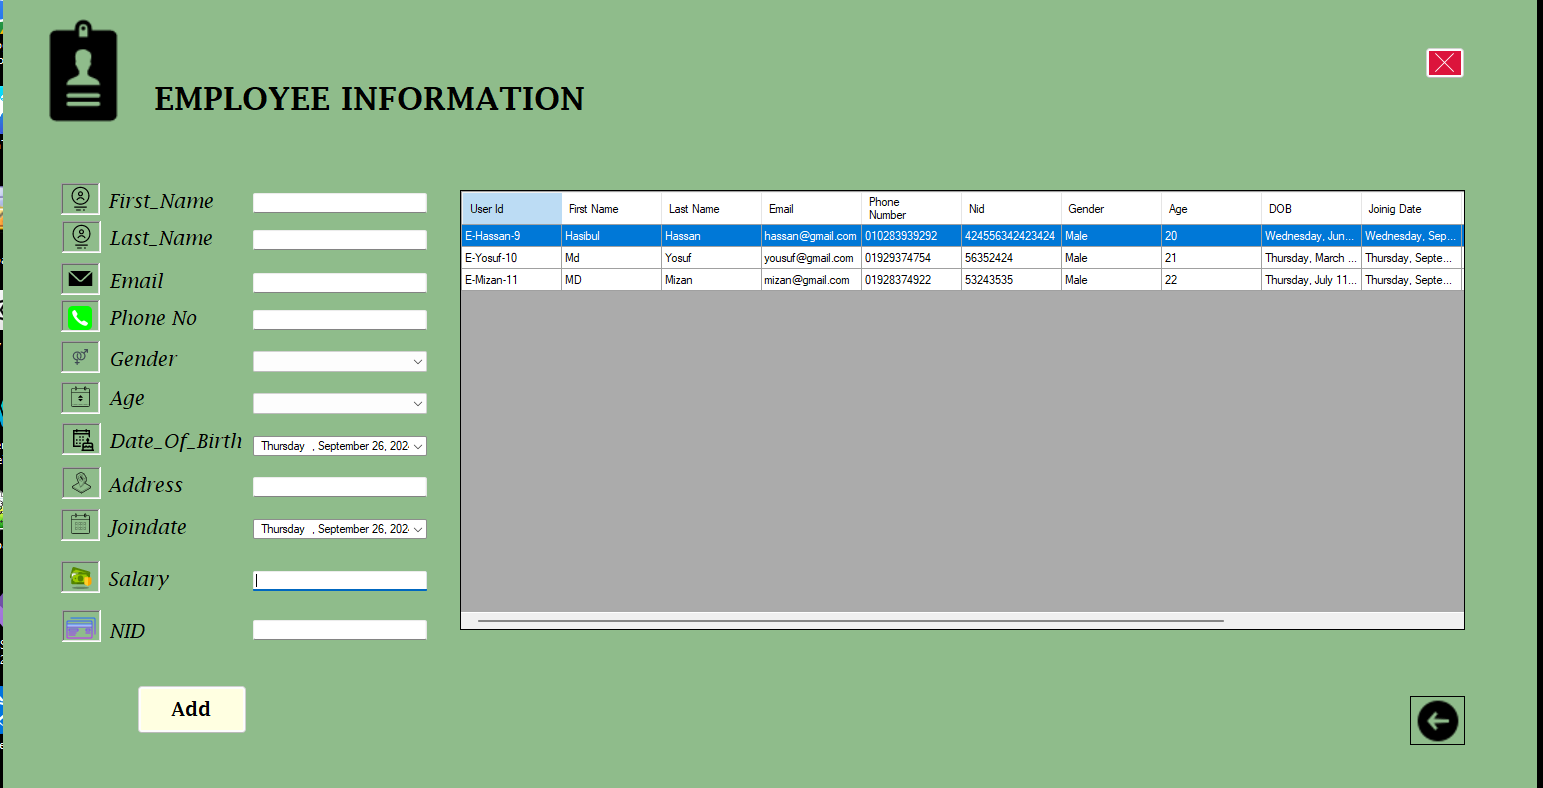 EMPLOYEE INFORMATION
First_Name
Last_Name
Email
Phone No
Gender
Age
Date_Of_Birth Thursday , September 26, 202
Address
Joindate Thursday , September 26, 202
Salary
NID
Add
User Id First Name Last Name Email Phone Number Nid Gender Age DOB Joinig Date
E-Hassan-9 Hasibul Hassan hassan@gmail.com 010283939292 424556342423424 Male 20 Wednesday, Jun... Wednesday, Sep...
E-Yosuf-10 Md Yosuf yousuf@gmail.com 01929374754 56352424 Male 21 Thursday, March ... Thursday, Septe...
E-Mizan-11 MD Mizan mizan@gmail.com 01928374922 53243535 Male 22 Thursday, July 11... Thursday, Septe...